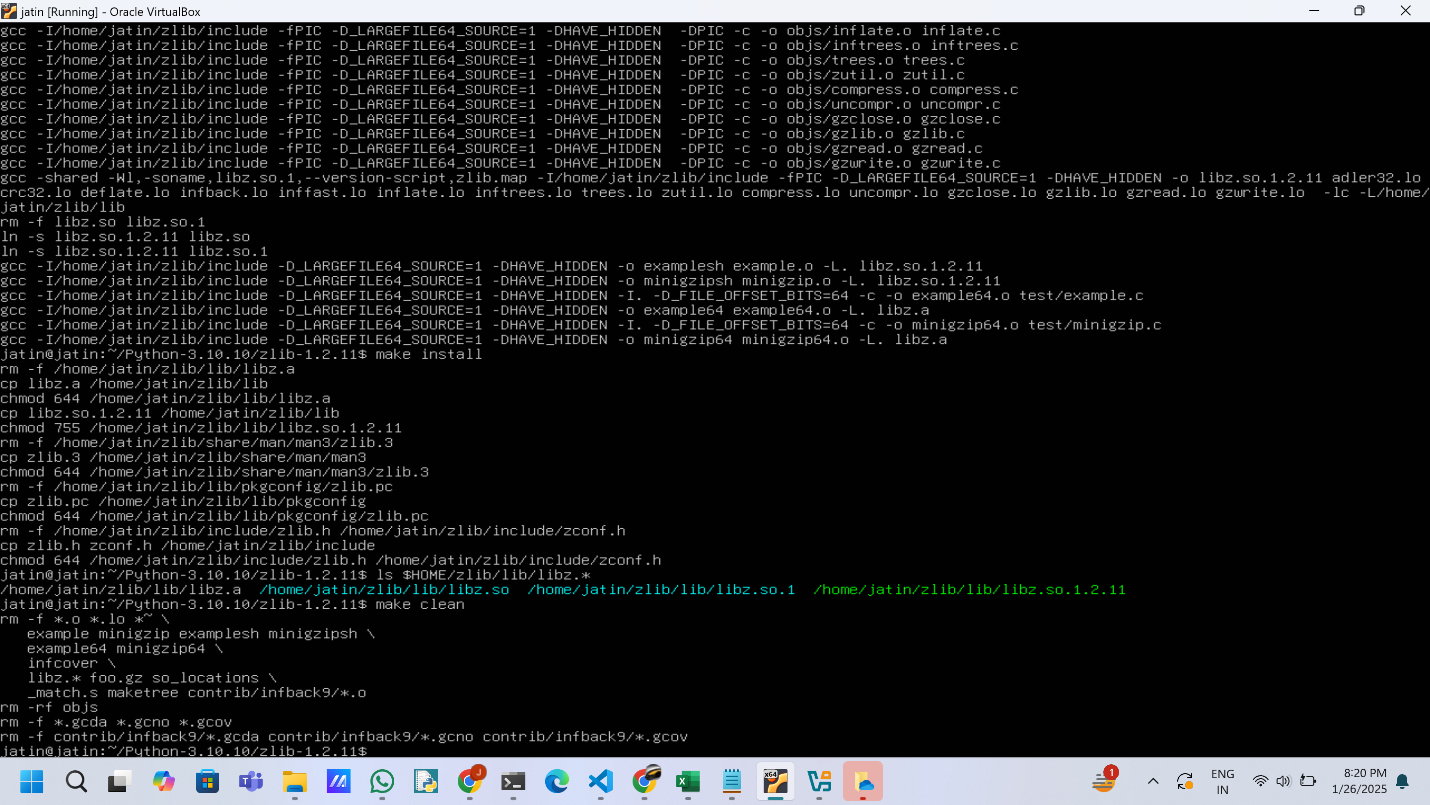 jatin [Running] - Oracle VirtualBox
gcc -I/home/jatin/zlib/include -fPIC -D_LARGEFILE64_SOURCE=1 -DHAVE_HIDDEN  -DPIC -c -o objs/inflate.o inflate.c
gcc -I/home/jatin/zlib/include -fPIC -D_LARGEFILE64_SOURCE=1 -DHAVE_HIDDEN  -DPIC -c -o objs/inftrees.o inftrees.c
gcc -I/home/jatin/zlib/include -fPIC -D_LARGEFILE64_SOURCE=1 -DHAVE_HIDDEN  -DPIC -c -o objs/trees.o trees.c
gcc -I/home/jatin/zlib/include -fPIC -D_LARGEFILE64_SOURCE=1 -DHAVE_HIDDEN  -DPIC -c -o objs/zutil.o zutil.c
gcc -I/home/jatin/zlib/include -fPIC -D_LARGEFILE64_SOURCE=1 -DHAVE_HIDDEN  -DPIC -c -o objs/compress.o compress.c
gcc -I/home/jatin/zlib/include -fPIC -D_LARGEFILE64_SOURCE=1 -DHAVE_HIDDEN  -DPIC -c -o objs/uncompr.o uncompr.c
gcc -I/home/jatin/zlib/include -fPIC -D_LARGEFILE64_SOURCE=1 -DHAVE_HIDDEN  -DPIC -c -o objs/gzclose.o gzclose.c
gcc -I/home/jatin/zlib/include -fPIC -D_LARGEFILE64_SOURCE=1 -DHAVE_HIDDEN  -DPIC -c -o objs/gzlib.o gzlib.c
gcc -I/home/jatin/zlib/include -fPIC -D_LARGEFILE64_SOURCE=1 -DHAVE_HIDDEN  -DPIC -c -o objs/gzread.o gzread.c
gcc -I/home/jatin/zlib/include -fPIC -D_LARGEFILE64_SOURCE=1 -DHAVE_HIDDEN  -DPIC -c -o objs/gzwrite.o gzwrite.c
gcc -shared -Wl,-soname,libz.so.1,--version-script,zlib.map -I/home/jatin/zlib/include -fPIC -D_LARGEFILE64_SOURCE=1 -DHAVE_HIDDEN -o libz.so.1.2.11 adler32.lo
crc32.lo deflate.lo infback.lo inffast.lo inflate.lo inftrees.lo trees.lo zutil.lo compress.lo uncompr.lo gzclose.lo gzlib.lo gzread.lo gzwrite.lo  -lc -L/home/
jatin/zlib/lib
rm -f libz.so libz.so.1
ln -s libz.so.1.2.11 libz.so
ln -s libz.so.1.2.11 libz.so.1
gcc -I/home/jatin/zlib/include -D_LARGEFILE64_SOURCE=1 -DHAVE_HIDDEN -o examplesh example.o -L. libz.so.1.2.11
gcc -I/home/jatin/zlib/include -D_LARGEFILE64_SOURCE=1 -DHAVE_HIDDEN -o minigzipsh minigzip.o -L. libz.so.1.2.11
gcc -I/home/jatin/zlib/include -D_LARGEFILE64_SOURCE=1 -DHAVE_HIDDEN -I. -D_FILE_OFFSET_BITS=64 -c -o example64.o test/example.c
gcc -I/home/jatin/zlib/include -D_LARGEFILE64_SOURCE=1 -DHAVE_HIDDEN -o example64 example64.o -L. libz.a
gcc -I/home/jatin/zlib/include -D_LARGEFILE64_SOURCE=1 -DHAVE_HIDDEN -I. -D_FILE_OFFSET_BITS=64 -c -o minigzip64.o test/minigzip.c
gcc -I/home/jatin/zlib/include -D_LARGEFILE64_SOURCE=1 -DHAVE_HIDDEN -o minigzip64 minigzip64.o -L. libz.a
jatin@jatin:~/Python-3.10.10/zlib-1.2.11$ make install
rm -f /home/jatin/zlib/lib/libz.a
cp libz.a /home/jatin/zlib/lib
chmod 644 /home/jatin/zlib/lib/libz.a
cp libz.so.1.2.11 /home/jatin/zlib/lib
chmod 755 /home/jatin/zlib/lib/libz.so.1.2.11
rm -f /home/jatin/zlib/share/man/man3/zlib.3
cp zlib.3 /home/jatin/zlib/share/man/man3
chmod 644 /home/jatin/zlib/share/man/man3/zlib.3
rm -f /home/jatin/zlib/lib/pkgconfig/zlib.pc
cp zlib.pc /home/jatin/zlib/lib/pkgconfig
chmod 644 /home/jatin/zlib/lib/pkgconfig/zlib.pc
rm -f /home/jatin/zlib/include/zlib.h /home/jatin/zlib/include/zconf.h
cp zlib.h zconf.h /home/jatin/zlib/include
chmod 644 /home/jatin/zlib/include/zlib.h /home/jatin/zlib/include/zconf.h
jatin@jatin:~/Python-3.10.10/zlib-1.2.11$ ls $HOME/zlib/lib/libz.*
/home/jatin/zlib/lib/libz.a  /home/jatin/zlib/lib/libz.so  /home/jatin/zlib/lib/libz.so.1  /home/jatin/zlib/lib/libz.so.1.2.11
jatin@jatin:~/Python-3.10.10/zlib-1.2.11$ make clean
rm -f *.o *.lo *~ \
   example minigzip examplesh minigzipsh \
   example64 minigzip64 \
   infcover \
   libz.* foo.gz so_locations \
   _match.s maketree contrib/infback9/*.o
rm -rf objs
rm -f *.gcda *.gcno *.gcov
rm -f contrib/infback9/*.gcda contrib/infback9/*.gcno contrib/infback9/*.gcov
jatin@jatin:~/Python-3.10.10/zlib-1.2.11$
J
X64
1
ENG
IN
8:20 PM
1/26/2025